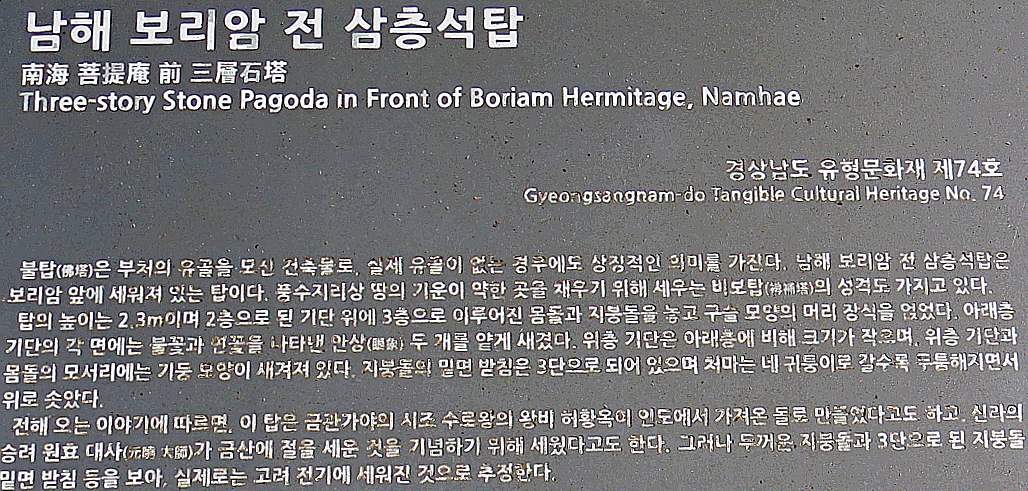 남해 보리암 전 삼층석탑
南海 菩提庵 前 三層石塔
Three-story Stone Pagoda in Front of Boriam Hermitage, Namhae
경상남도 유형문화재 제74호
Gyeongsangnam-do Tangible Cultural Heritage No. 74
불탑(佛塔)은 부처의 유골을 모신 건축물로, 실제 유골이 없는 경우에도 상징적인 의미를 가진다. 남해 보리암 전 삼층석탑은
보리암 앞에 세워져 있는 탑이다. 풍수지리상 땅의 기운이 약한 곳을 채우기 위해 세우는 비보탑(裨補塔)의 성격도 가지고 있다.
탑의 높이는 2.3m이며 2층으로 된 기단 위에 3층으로 이루어진 몸돌과 지붕돌을 놓고 구슬 모양의 머리 장식을 얹었다. 아래층
기단의 각 면에는 불꽃과 연꽃을 나타낸 안상(眼象) 두 개를 얕게 새겼다. 위층 기단은 아래층에 비해 크기가 작으며, 위층 기단과
몸돌의 모서리에는 기둥 모양이 새겨져 있다. 지붕돌의 밑면 받침은 3단으로 되어 있으며 처마는 네 귀퉁이로 갈수록 두툼해지면서
위로 솟았다.
전해 오는 이야기에 따르면, 이 탑은 금관가야의 시조 수로왕의 왕비 허황옥이 인도에서 가져온 돌로 만들었다고도 하고, 신라의
승려 원효 대사(元曉 大師)가 금산에 절을 세운 것을 기념하기 위해 세웠다고도 한다. 그러나 두꺼운 지붕돌과 3단으로 된 지붕돌
밑면 받침 등을 보아, 실제로는 고려 전기에 세워진 것으로 추정한다.